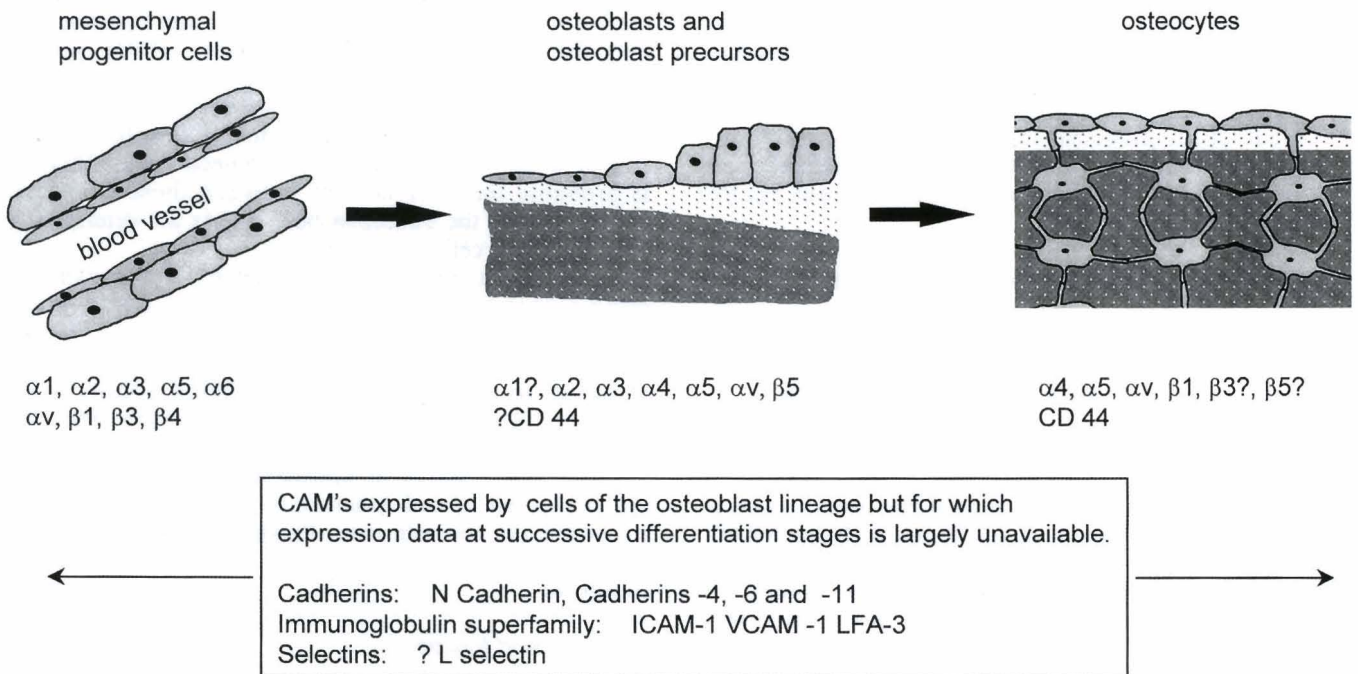 mesenchymal
progenitor cells
osteoblasts and
osteoblast precursors
osteocytes
blood vessel
α1, α2, α3, α5, α6
αv, β1, β3, β4
α1?, α2, α3, α4, α5, αv, β5
?CD 44
α4, α5, αv, β1, β3?, β5?
CD 44
CAM's expressed by cells of the osteoblast lineage but for which
expression data at successive differentiation stages is largely unavailable.
Cadherins: N Cadherin, Cadherins -4, -6 and -11
Immunoglobulin superfamily: ICAM-1 VCAM -1 LFA-3
Selectins: ? L selectin